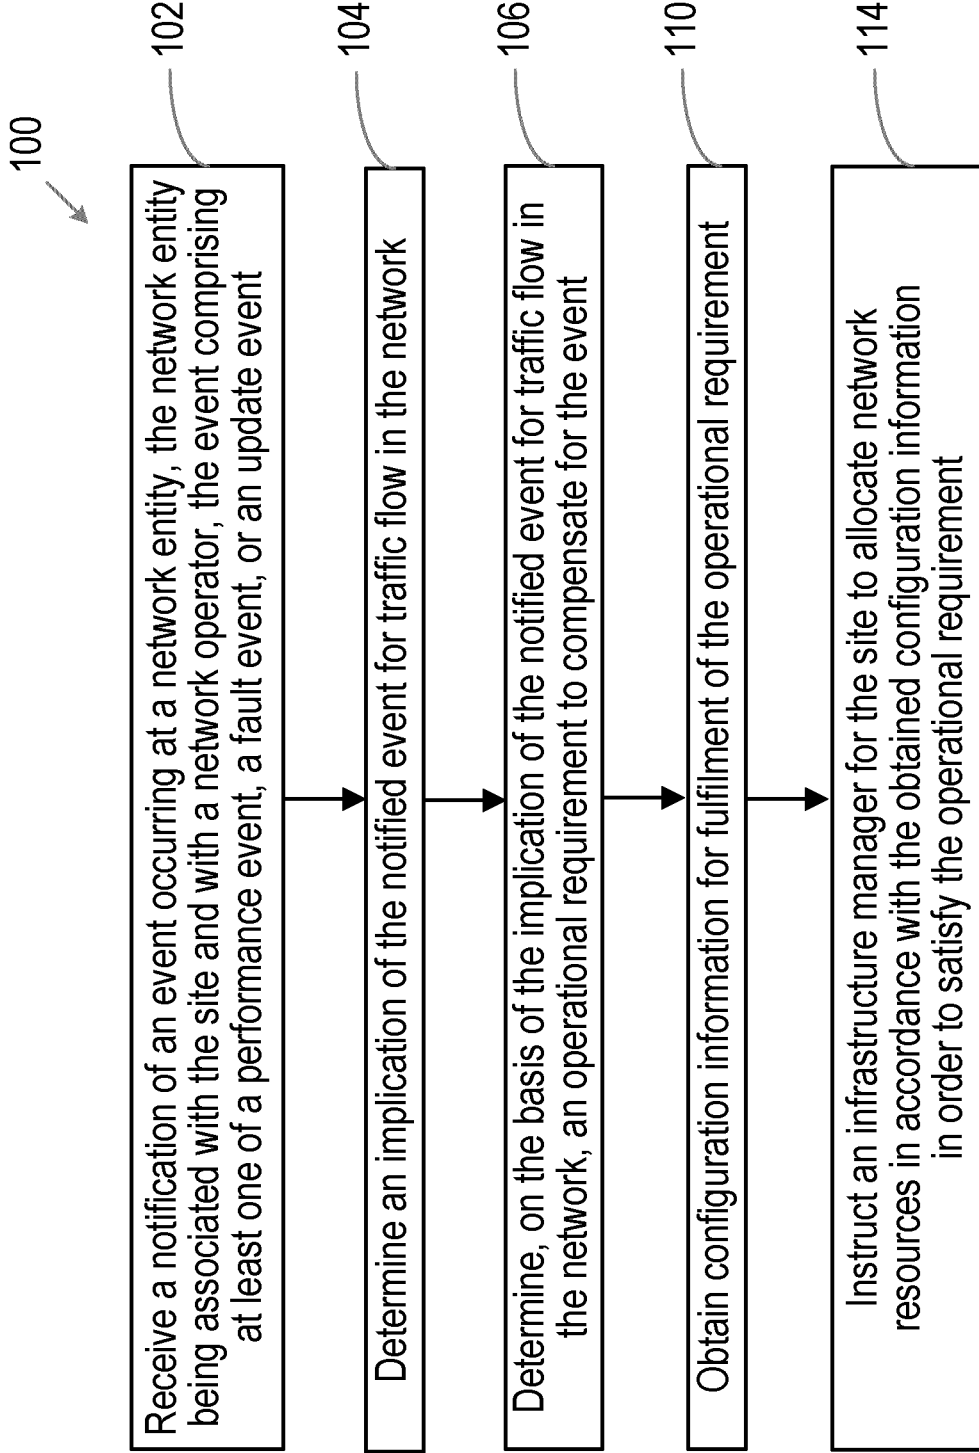 100
Receive a notification of an event occurring at a network entity, the network entity
being associated with the site and with a network operator, the event comprising
at least one of a performance event, a fault event, or an update event
102
Determine an implication of the notified event for traffic flow in the network
104
Determine, on the basis of the implication of the notified event for traffic flow in
the network, an operational requirement to compensate for the event
106
Obtain configuration information for fulfilment of the operational requirement
110
Instruct an infrastructure manager for the site to allocate network
resources in accordance with the obtained configuration information
in order to satisfy the operational requirement
114